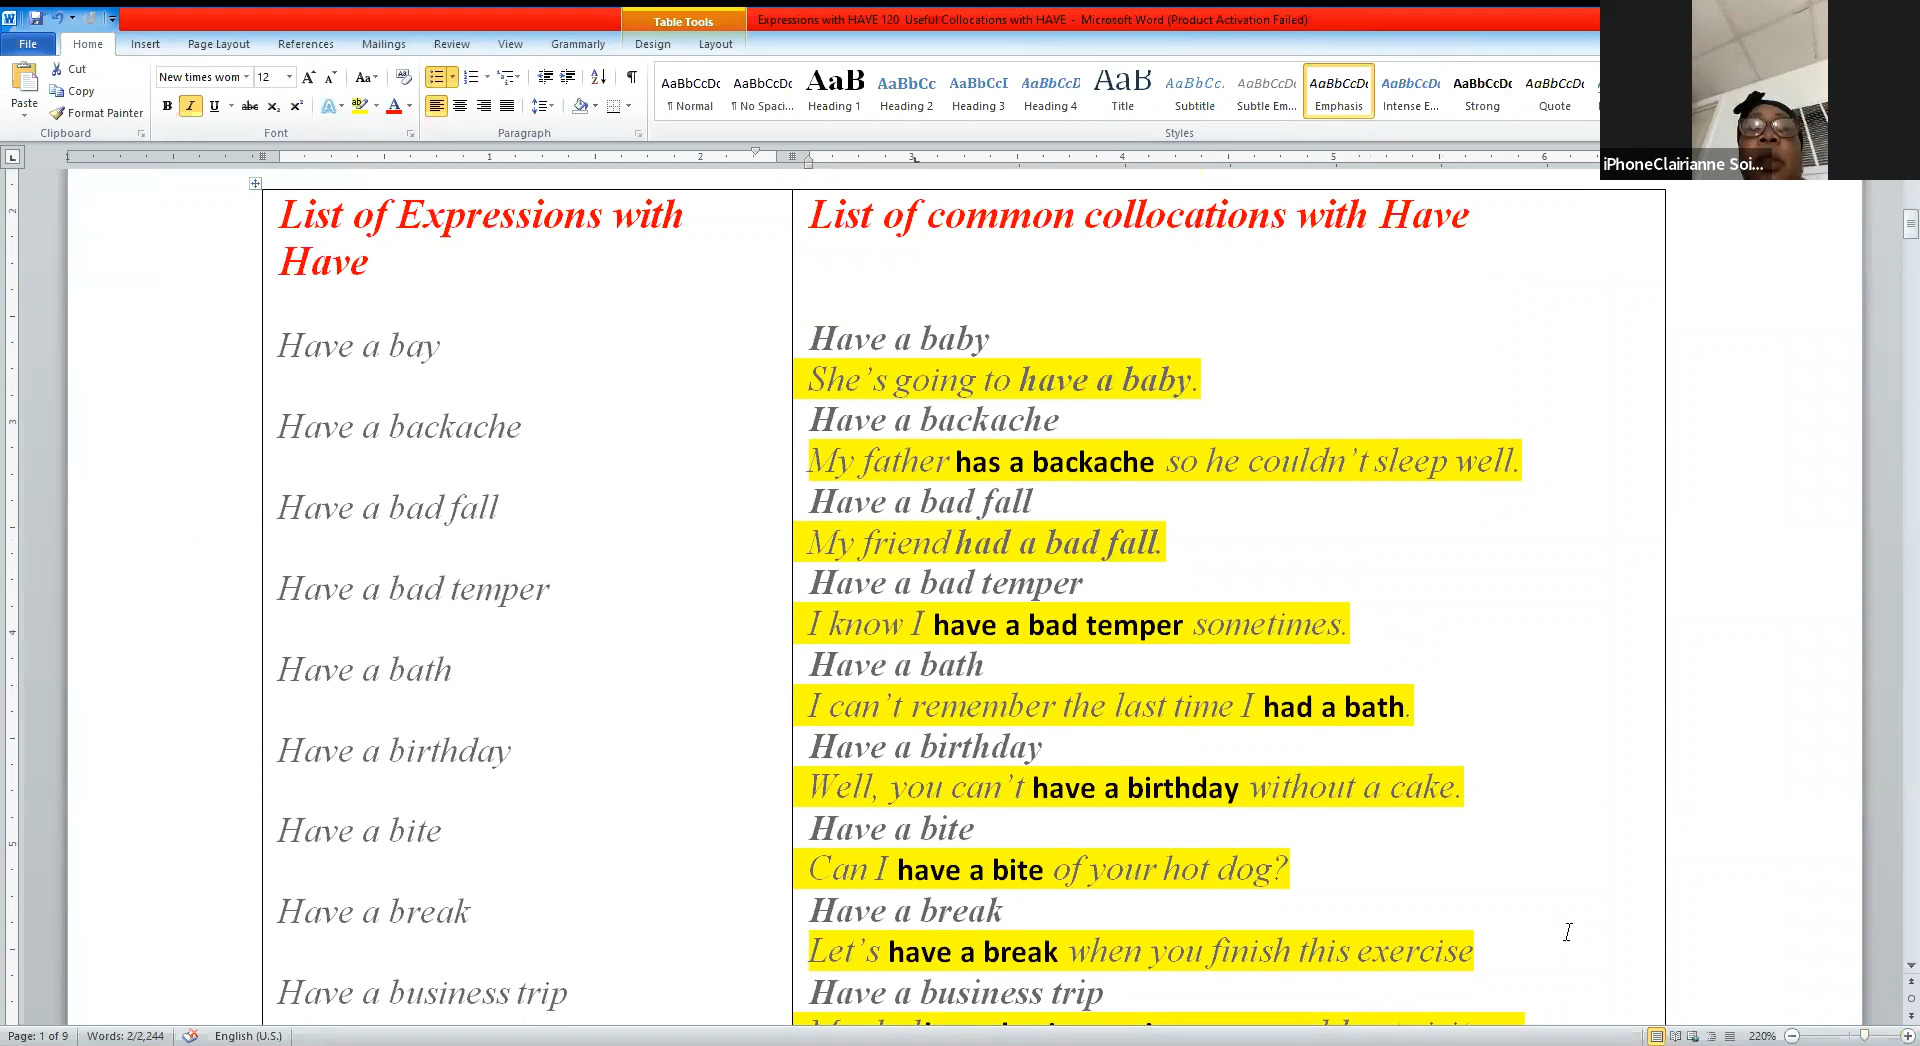 Table Tools
Expressions with HAVE 120 Useful Collocations with HAVE - Microsoft Word (Product Activation Failed)
File Home Insert Page Layout References Mailings Review View Grammarly Design Layout
Paste
Cut
Copy
Format Painter
Clipboard
New times wom 12
Font
Paragraph
AaBbCcDc AaBbCcDc AaB AaBbCc AaBbCcI AaBbCcD AaB AaBbCc. AaBbCcDc AaBbCcDc AaBbCcDc AaBbCcDc AaBbCcDc
¶ Normal ¶ No Spaci... Heading 1 Heading 2 Heading 3 Heading 4 Title Subtitle Subtle Em... Emphasis Intense E... Strong Quote
Styles
iPhoneClairianne Soi...
List of Expressions with
Have
Have a bay
Have a backache
Have a bad fall
Have a bad temper
Have a bath
Have a birthday
Have a bite
Have a break
Have a business trip
List of common collocations with Have
Have a baby
She’s going to have a baby.
Have a backache
My father has a backache so he couldn’t sleep well.
Have a bad fall
My friend had a bad fall.
Have a bad temper
I know I have a bad temper sometimes.
Have a bath
I can’t remember the last time I had a bath.
Have a birthday
Well, you can’t have a birthday without a cake.
Have a bite
Can I have a bite of your hot dog?
Have a break
Let’s have a break when you finish this exercise
Have a business trip
Page: 1 of 9 Words: 2/2,244 English (U.S.) 220%